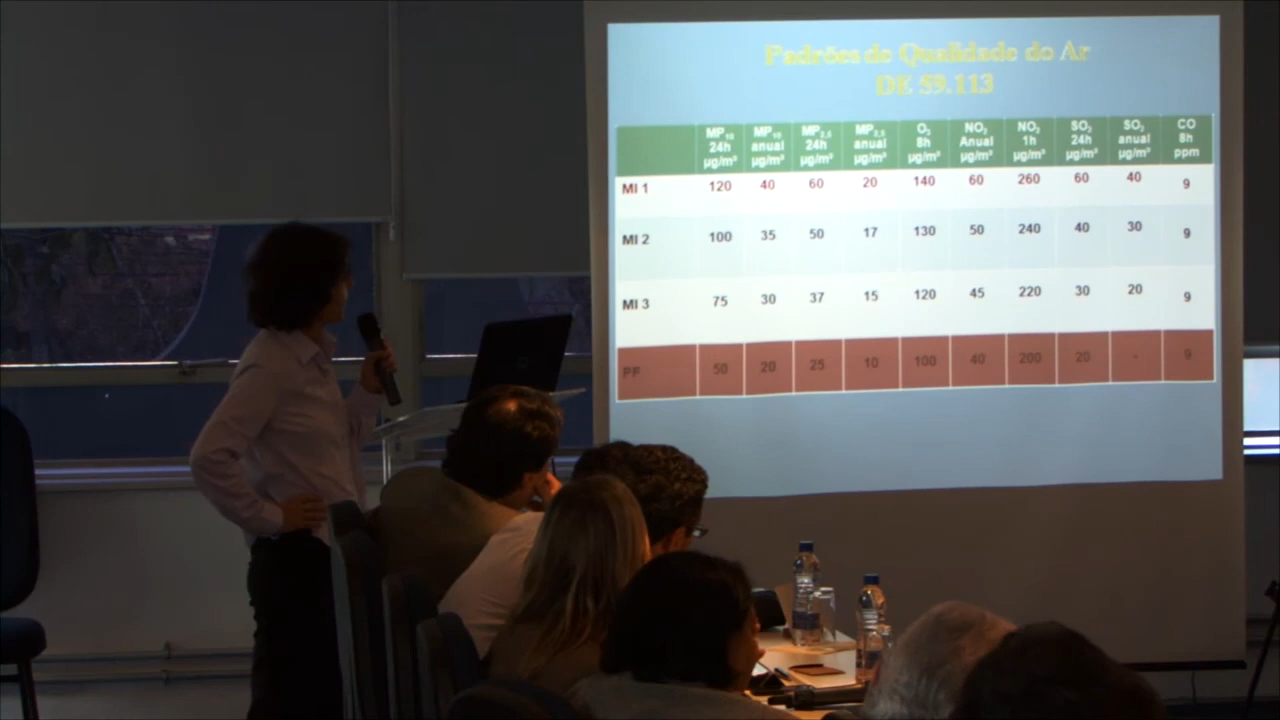 Padrões de Qualidade do Ar
DE 59.113
MP₁₀ 24h µg/m³ MP₁₀ anual µg/m³ MP₂,₅ 24h µg/m³ MP₂,₅ anual µg/m³ O₃ 8h µg/m³ NO₂ Anual µg/m³ NO₂ 1h µg/m³ SO₂ 24h µg/m³ SO₂ anual µg/m³ CO 8h ppm
MI 1 120 40 60 20 140 60 260 60 40 9
MI 2 100 35 50 17 130 50 240 40 30 9
MI 3 75 30 37 15 120 45 220 30 20 9
PF 50 20 25 10 100 40 200 20 - 9